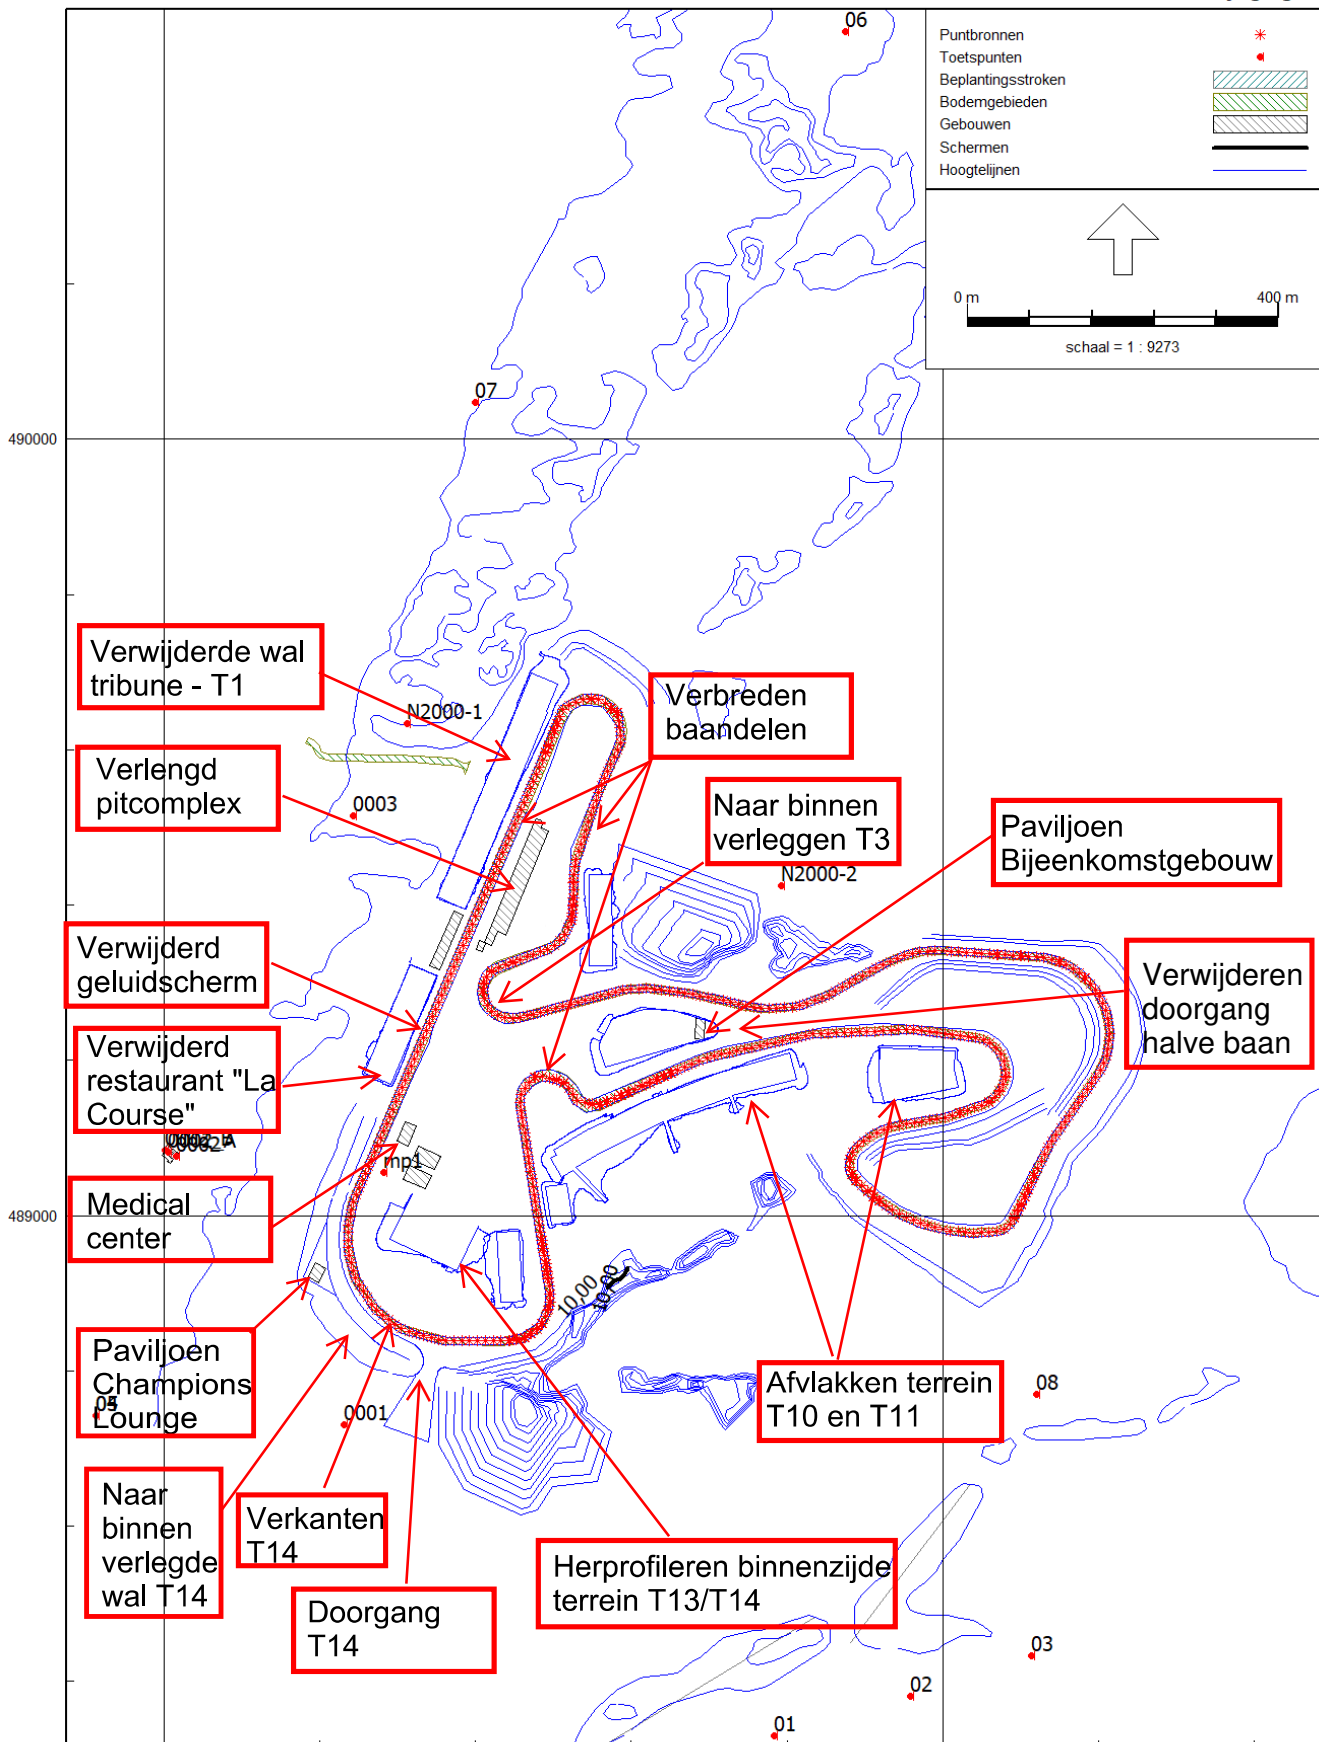 06
Puntbronnen
Toetspunten
Beplantingsstroken
Bodemgebieden
Gebouwen
Schermen
Hoogtelijnen
0 m
400 m
schaal = 1 : 9273
07
490000
Verwijderde wal
tribune - T1
N2000-1
Verbreden
baandelen
Verlengd
pitcomplex
0003
Naar binnen
verleggen T3
N2000-2
Paviljoen
Bijeenkomstgebouw
Verwijderd
geluidscherm
Verwijderen
doorgang
halve baan
Verwijderd
restaurant "La
Course"
mp1
Medical
center
489000
10,00
10,00
Paviljoen
Champions
Lounge
0001
Afvlakken terrein
T10 en T11
08
Naar
binnen
verlegde
wal T14
Verkanten
T14
Doorgang
T14
Herprofileren binnenzijde
terrein T13/T14
03
02
01